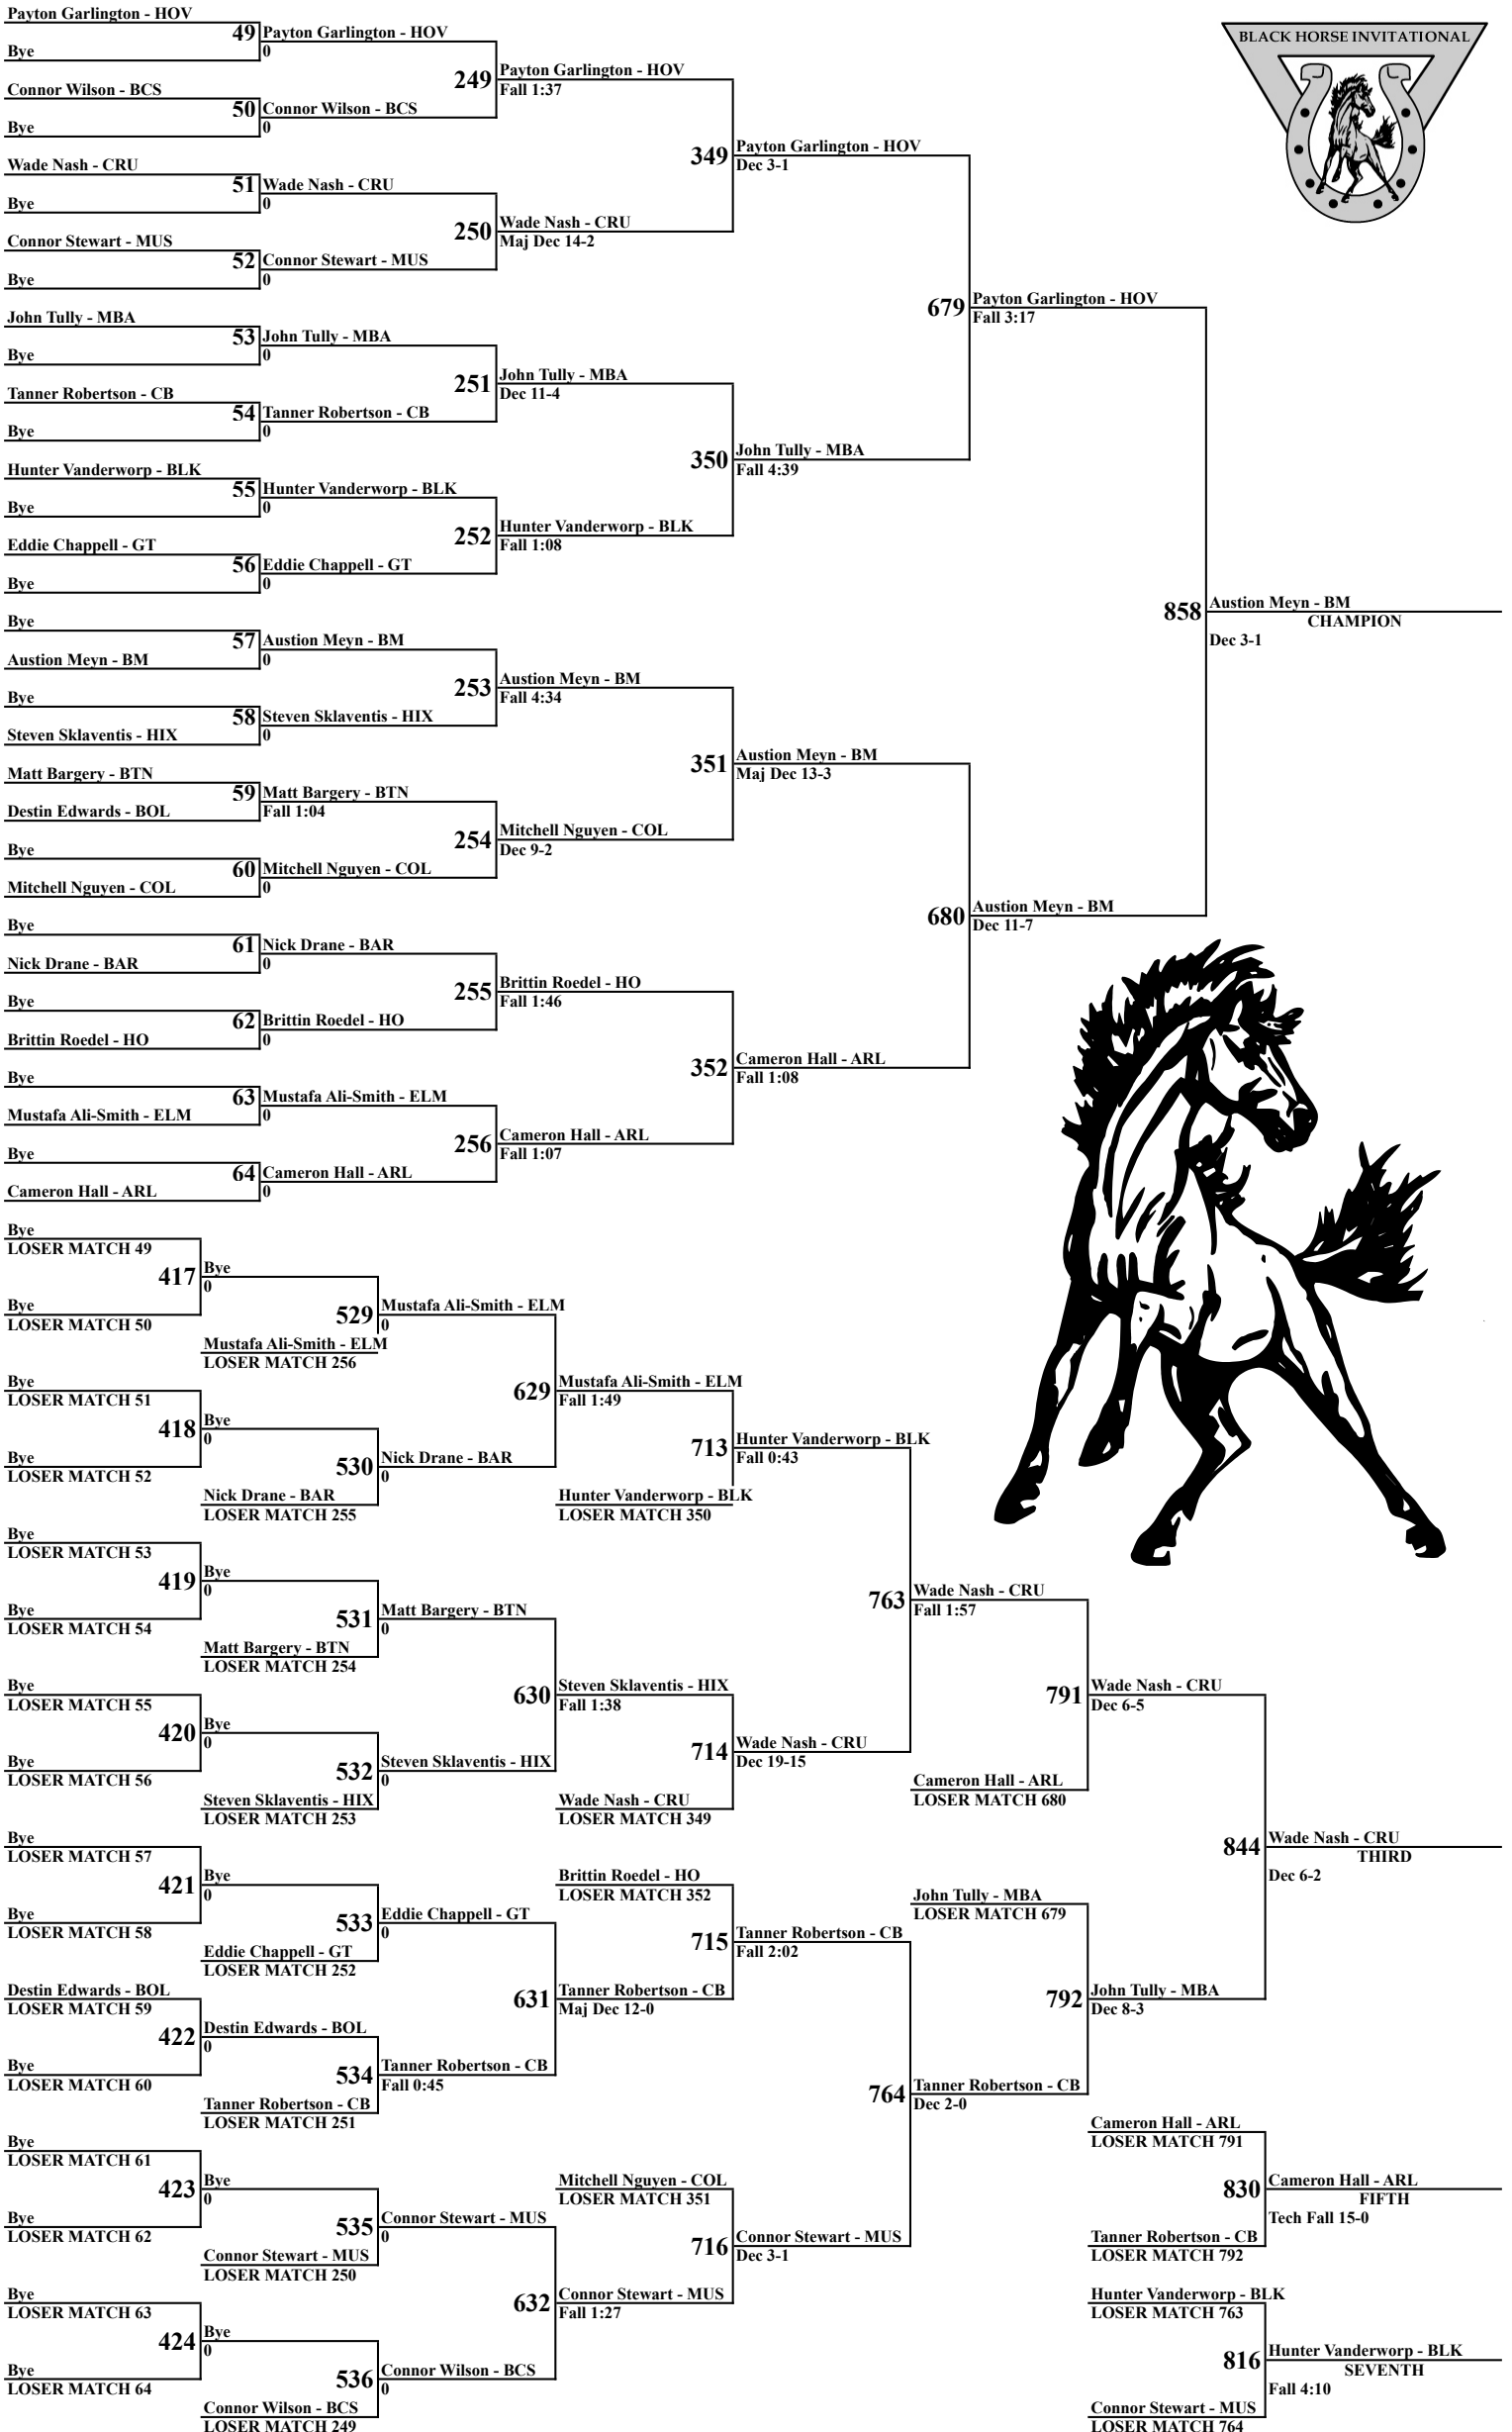 BLACK HORSE INVITATIONAL
Payton Garlington - HOV
Bye
49
Payton Garlington - HOV
0
Connor Wilson - BCS
Bye
50
Connor Wilson - BCS
0
249
Payton Garlington - HOV
Fall 1:37
Wade Nash - CRU
Bye
51
Wade Nash - CRU
0
Connor Stewart - MUS
Bye
52
Connor Stewart - MUS
0
250
Wade Nash - CRU
Maj Dec 14-2
349
Payton Garlington - HOV
Dec 3-1
John Tully - MBA
Bye
53
John Tully - MBA
0
Tanner Robertson - CB
Bye
54
Tanner Robertson - CB
0
251
John Tully - MBA
Dec 11-4
Hunter Vanderworp - BLK
Bye
55
Hunter Vanderworp - BLK
0
Eddie Chappell - GT
Bye
56
Eddie Chappell - GT
0
252
Hunter Vanderworp - BLK
Fall 1:08
350
John Tully - MBA
Fall 4:39
679
Payton Garlington - HOV
Fall 3:17
Bye
Austion Meyn - BM
57
Austion Meyn - BM
0
Bye
Steven Sklaventis - HIX
58
Steven Sklaventis - HIX
0
253
Austion Meyn - BM
Fall 4:34
Matt Bargery - BTN
Destin Edwards - BOL
59
Matt Bargery - BTN
Fall 1:04
Bye
Mitchell Nguyen - COL
60
Mitchell Nguyen - COL
0
254
Mitchell Nguyen - COL
Dec 9-2
351
Austion Meyn - BM
Maj Dec 13-3
Bye
Nick Drane - BAR
61
Nick Drane - BAR
0
Bye
Brittin Roedel - HO
62
Brittin Roedel - HO
0
255
Brittin Roedel - HO
Fall 1:46
Bye
Mustafa Ali-Smith - ELM
63
Mustafa Ali-Smith - ELM
0
Bye
Cameron Hall - ARL
64
Cameron Hall - ARL
0
256
Cameron Hall - ARL
Fall 1:07
352
Cameron Hall - ARL
Fall 1:08
680
Austion Meyn - BM
Dec 11-7
858
Austion Meyn - BM
CHAMPION
Dec 3-1
Bye
LOSER MATCH 49
Bye
LOSER MATCH 50
417
Bye
0
Mustafa Ali-Smith - ELM
LOSER MATCH 256
529
Mustafa Ali-Smith - ELM
0
Bye
LOSER MATCH 51
Bye
LOSER MATCH 52
418
Bye
0
Nick Drane - BAR
LOSER MATCH 255
530
Nick Drane - BAR
0
629
Mustafa Ali-Smith - ELM
Fall 1:49
Hunter Vanderworp - BLK
LOSER MATCH 350
713
Hunter Vanderworp - BLK
Fall 0:43
Bye
LOSER MATCH 53
Bye
LOSER MATCH 54
419
Bye
0
Matt Bargery - BTN
LOSER MATCH 254
531
Matt Bargery - BTN
0
Bye
LOSER MATCH 55
Bye
LOSER MATCH 56
420
Bye
0
Steven Sklaventis - HIX
LOSER MATCH 253
532
Steven Sklaventis - HIX
0
630
Steven Sklaventis - HIX
Fall 1:38
Wade Nash - CRU
LOSER MATCH 349
714
Wade Nash - CRU
Dec 19-15
763
Wade Nash - CRU
Fall 1:57
Cameron Hall - ARL
LOSER MATCH 680
791
Wade Nash - CRU
Dec 6-5
Bye
LOSER MATCH 57
Bye
LOSER MATCH 58
421
Bye
0
Eddie Chappell - GT
LOSER MATCH 252
533
Eddie Chappell - GT
0
Destin Edwards - BOL
LOSER MATCH 59
Bye
LOSER MATCH 60
422
Destin Edwards - BOL
0
Tanner Robertson - CB
LOSER MATCH 251
534
Tanner Robertson - CB
Fall 0:45
631
Tanner Robertson - CB
Maj Dec 12-0
Brittin Roedel - HO
LOSER MATCH 352
715
Tanner Robertson - CB
Fall 2:02
Bye
LOSER MATCH 61
Bye
LOSER MATCH 62
423
Bye
0
Connor Stewart - MUS
LOSER MATCH 250
535
Connor Stewart - MUS
0
Bye
LOSER MATCH 63
Bye
LOSER MATCH 64
424
Bye
0
Connor Wilson - BCS
LOSER MATCH 249
536
Connor Wilson - BCS
0
632
Connor Stewart - MUS
Fall 1:27
Mitchell Nguyen - COL
LOSER MATCH 351
716
Connor Stewart - MUS
Dec 3-1
764
Tanner Robertson - CB
Dec 2-0
John Tully - MBA
LOSER MATCH 679
792
John Tully - MBA
Dec 8-3
844
Wade Nash - CRU
THIRD
Dec 6-2
Cameron Hall - ARL
LOSER MATCH 791
Tanner Robertson - CB
LOSER MATCH 792
830
Cameron Hall - ARL
FIFTH
Tech Fall 15-0
Hunter Vanderworp - BLK
LOSER MATCH 763
Connor Stewart - MUS
LOSER MATCH 764
816
Hunter Vanderworp - BLK
SEVENTH
Fall 4:10